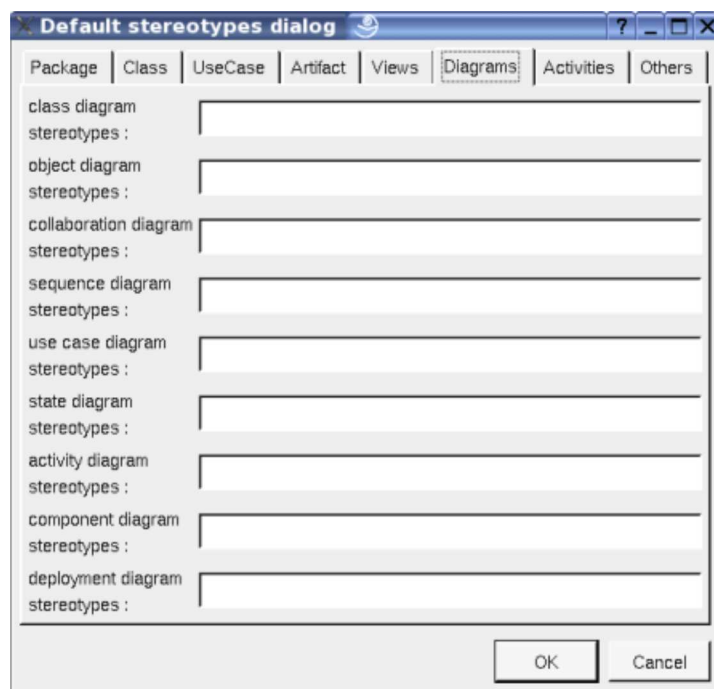 Default stereotypes dialog
Package Class UseCase Artifact Views Diagrams Activities Others
class diagram
stereotypes :
object diagram
stereotypes :
collaboration diagram
stereotypes :
sequence diagram
stereotypes :
use case diagram
stereotypes :
state diagram
stereotypes :
activity diagram
stereotypes :
component diagram
stereotypes :
deployment diagram
stereotypes :
OK Cancel